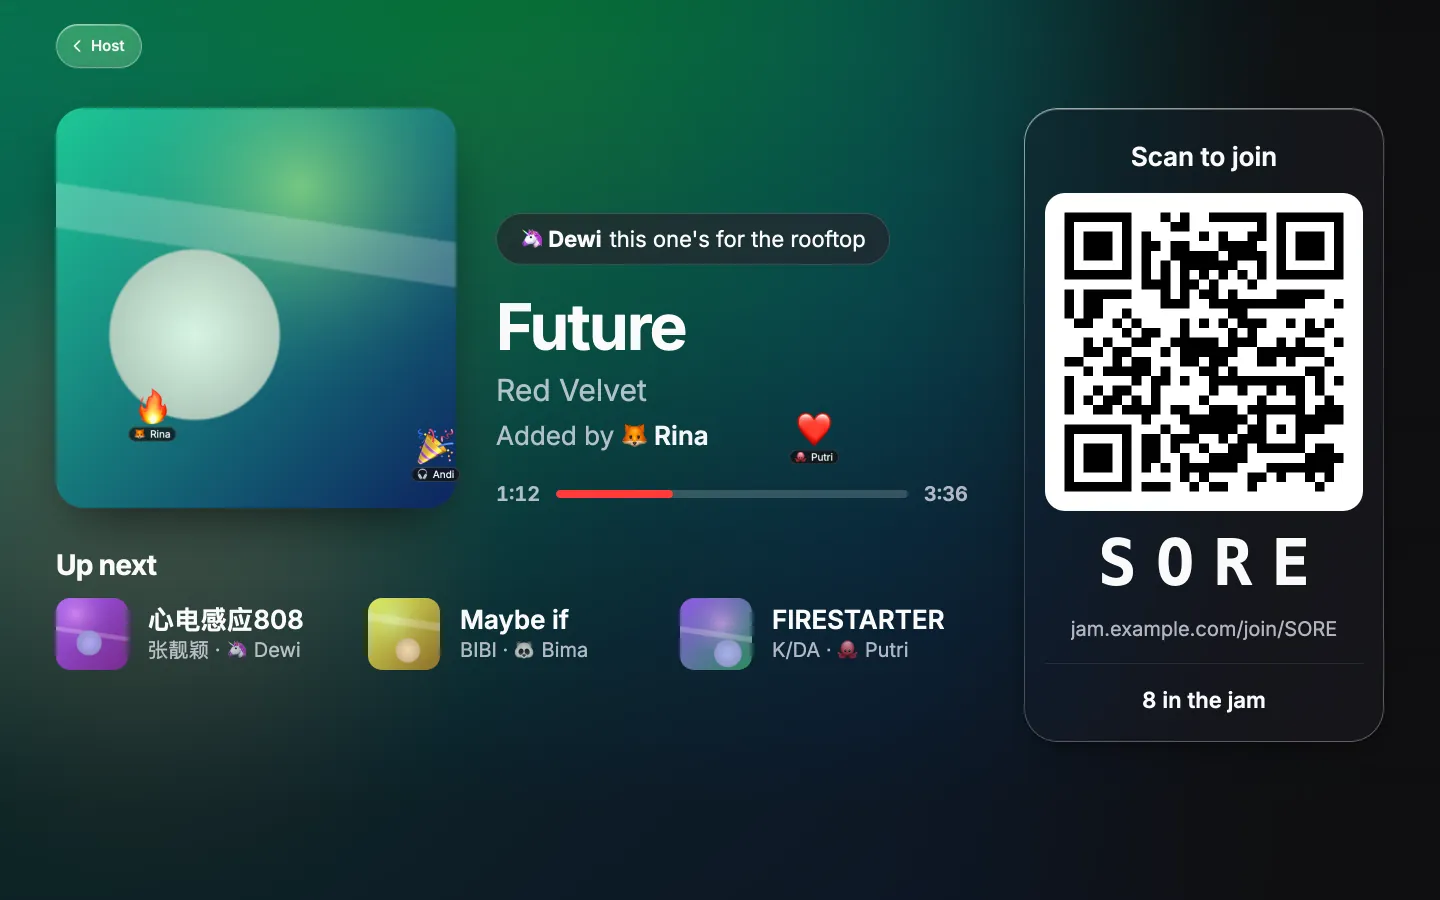 Host
🦄 Dewi this one's for the rooftop
Future
Red Velvet
Added by 🦊 Rina
🦊 Rina
🎧 Andi
🐙 Putri
1:12
3:36
Up next
心电感应808
张靓颖 · 🦄 Dewi
Maybe if
BIBI · 🐼 Bima
FIRESTARTER
K/DA · 🐙 Putri
Scan to join
SORE
jam.example.com/join/SORE
8 in the jam